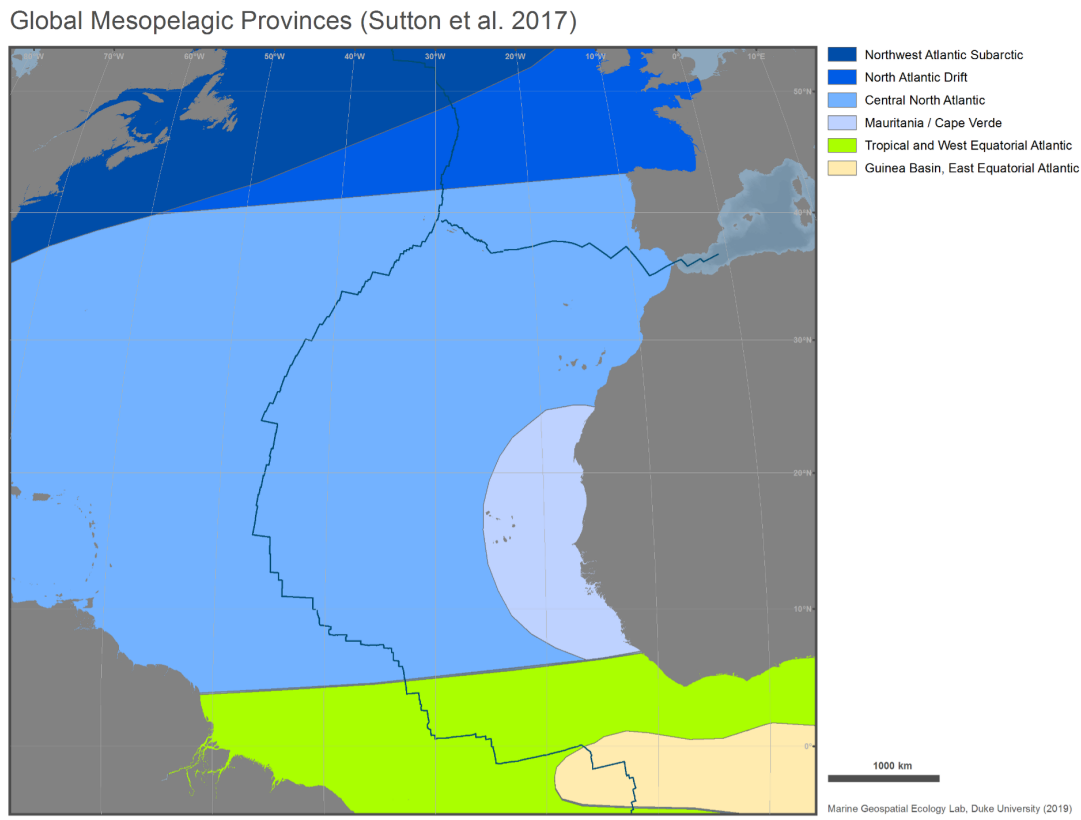 Global Mesopelagic Provinces (Sutton et al. 2017)
70°W 60°W 50°W 40°W 30°W 20°W 10°W 0° 10°E
50°N
30°N
20°N
10°N
0°
Northwest Atlantic Subarctic
North Atlantic Drift
Central North Atlantic
Mauritania / Cape Verde
Tropical and West Equatorial Atlantic
Guinea Basin, East Equatorial Atlantic
1000 km
Marine Geospatial Ecology Lab, Duke University (2019)